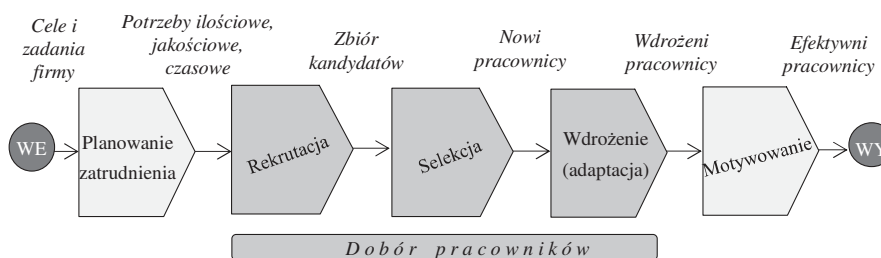 Cele i
zadania
firmy
Potrzeby ilościowe,
jakościowe,
czasowe
Zbiór
kandydatów
Nowi
pracownicy
Wdrożeni
pracownicy
Efektywni
pracownicy
WE
Planowanie
zatrudnienia
Rekrutacja
Selekcja
Wdrożenie
(adaptacja)
Motywowanie
WY
Dobór pracowników